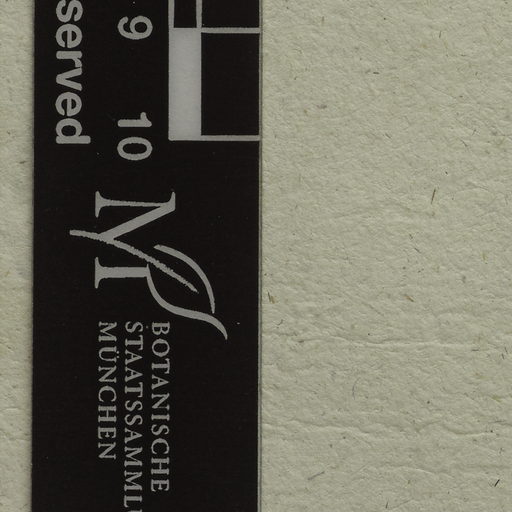 served
9
10
M
BOTANISCHE
STAATSSAMML
MÜNCHEN